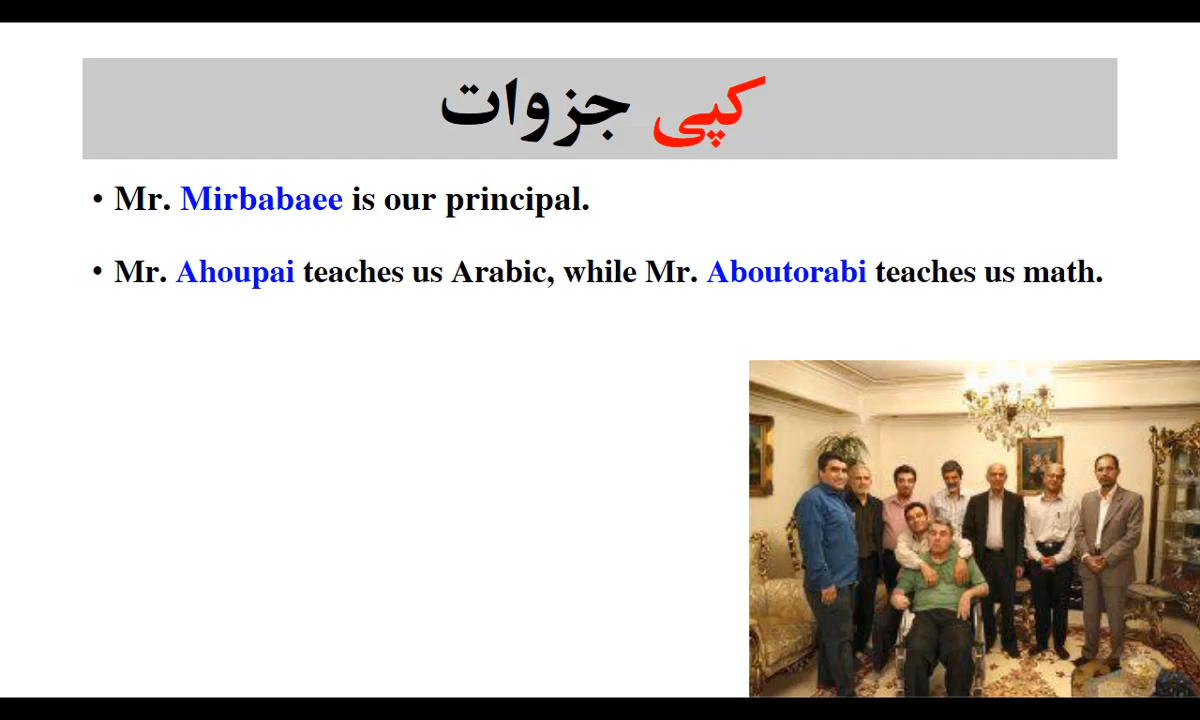 کپی جزوات
• Mr. Mirbabaee is our principal.
• Mr. Ahoupai teaches us Arabic, while Mr. Aboutorabi teaches us math.